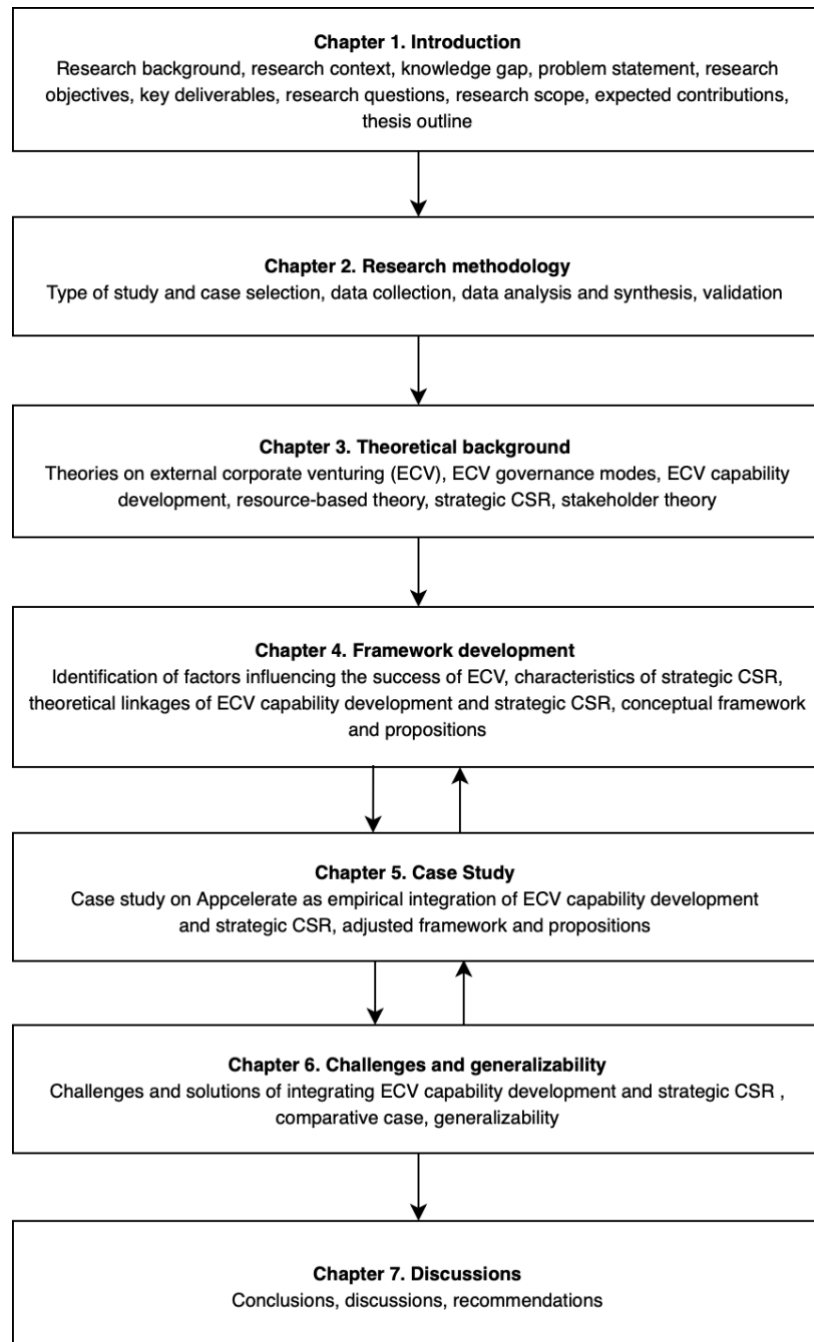 Chapter 1. Introduction
Research background, research context, knowledge gap, problem statement, research
objectives, key deliverables, research questions, research scope, expected contributions,
thesis outline
Chapter 2. Research methodology
Type of study and case selection, data collection, data analysis and synthesis, validation
Chapter 3. Theoretical background
Theories on external corporate venturing (ECV), ECV governance modes, ECV capability
development, resource-based theory, strategic CSR, stakeholder theory
Chapter 4. Framework development
Identification of factors influencing the success of ECV, characteristics of strategic CSR,
theoretical linkages of ECV capability development and strategic CSR, conceptual framework
and propositions
Chapter 5. Case Study
Case study on Appcelerate as empirical integration of ECV capability development
and strategic CSR, adjusted framework and propositions
Chapter 6. Challenges and generalizability
Challenges and solutions of integrating ECV capability development and strategic CSR ,
comparative case, generalizability
Chapter 7. Discussions
Conclusions, discussions, recommendations